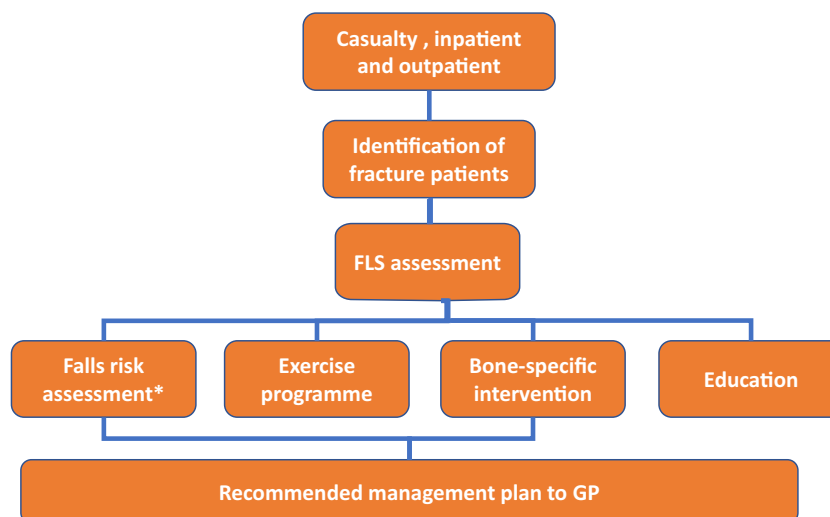 Casualty , inpatient
and outpatient
Identification of
fracture patients
FLS assessment
Falls risk
assessment*
Exercise
programme
Bone-specific
intervention
Education
Recommended management plan to GP